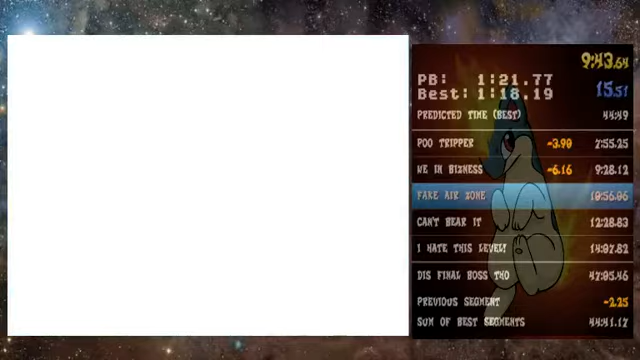 9:43.64
PB: 1:21.77
Best: 1:18.19
15.51
PREDICTED TIME (BEST) 44:49
POO TRIPPER -3.90 7:55.25
WE IN BIZNESS -6.16 9:28.12
FAKE AIR ZONE 10:56.06
CAN'T BEAR IT 12:28.83
I HATE THIS LEVEL! 14:07.82
DIS FINAL BOSS THO 47:05.46
PREVIOUS SEGMENT -2.25
SUM OF BEST SEGMENTS 44:41.17